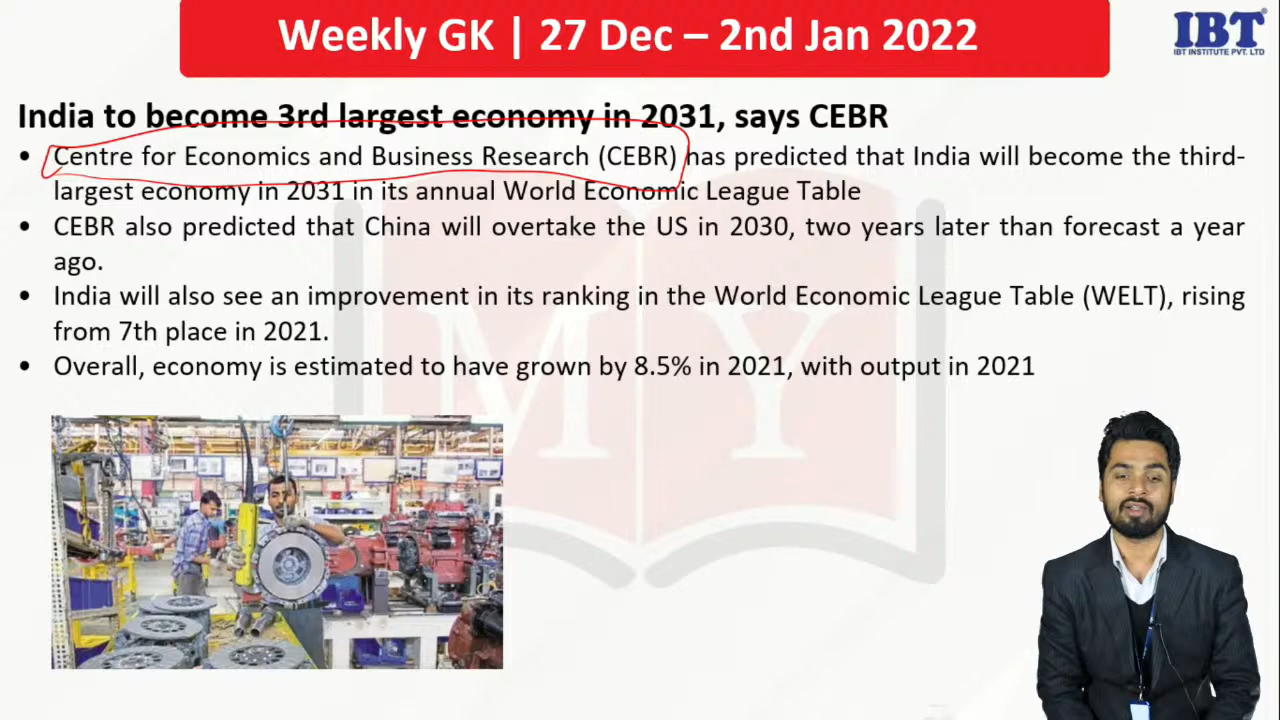 Weekly GK | 27 Dec – 2nd Jan 2022
IBT
IBT INSTITUTE PVT. LTD
India to become 3rd largest economy in 2031, says CEBR
• Centre for Economics and Business Research (CEBR) has predicted that India will become the third-
largest economy in 2031 in its annual World Economic League Table
• CEBR also predicted that China will overtake the US in 2030, two years later than forecast a year
ago.
• India will also see an improvement in its ranking in the World Economic League Table (WELT), rising
from 7th place in 2021.
• Overall, economy is estimated to have grown by 8.5% in 2021, with output in 2021
M Y